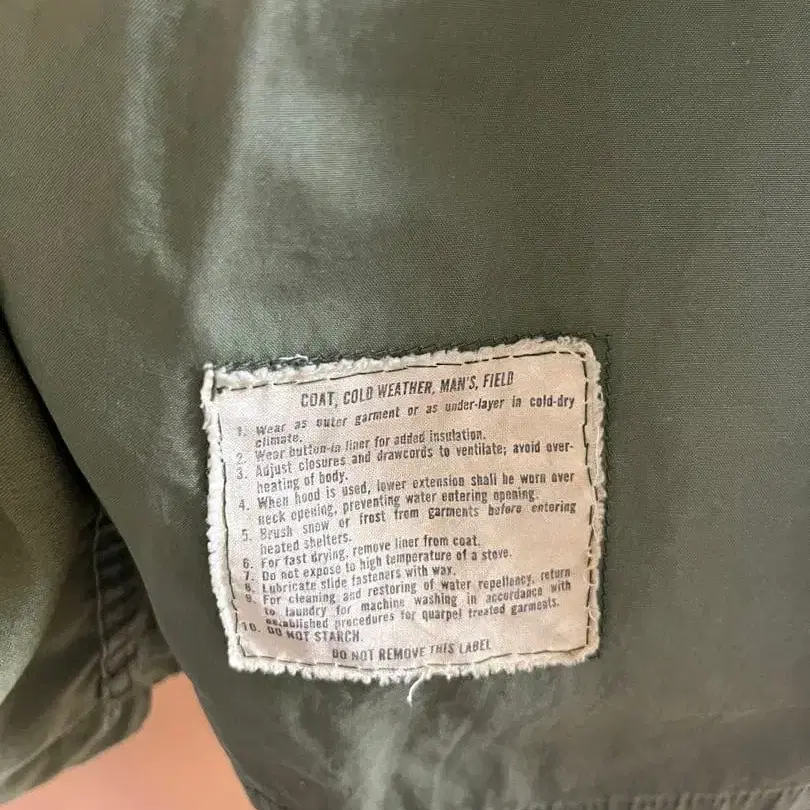 COAT, COLD WEATHER, MAN'S, FIELD
1. Wear as outer garment or as under-layer in cold-dry
climate.
2. Wear button-in liner for added insulation.
3. Adjust closures and drawcords to ventilate; avoid over-
heating of body.
4. When hood is used, lower extension shall be worn over
neck opening, preventing water entering opening.
5. Brush snow or frost from garments before entering
heated shelters.
6. For fast drying, remove liner from coat.
7. Do not expose to high temperature of a stove.
8. Lubricate slide fasteners with wax.
9. For cleaning and restoring of water repellency, return
to laundry for machine washing in accordance with
established procedures for quarpel treated garments.
10. DO NOT STARCH.
DO NOT REMOVE THIS LABEL